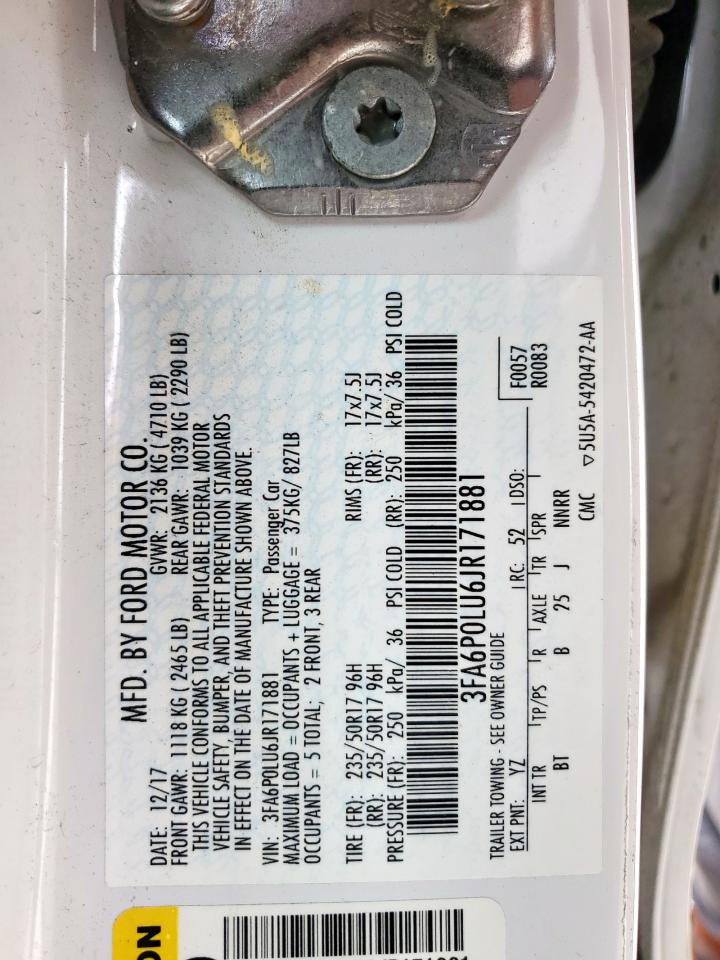 MFD. BY FORD MOTOR CO.
DATE: 12/17 GVWR: 2136 KG ( 4710 LB)
FRONT GAWR: 1118 KG ( 2465 LB) REAR GAWR: 1039 KG ( 2290 LB)
THIS VEHICLE CONFORMS TO ALL APPLICABLE FEDERAL MOTOR
VEHICLE SAFETY, BUMPER, AND THEFT PREVENTION STANDARDS
IN EFFECT ON THE DATE OF MANUFACTURE SHOWN ABOVE.
VIN: 3FA6P0LU6JR171881 TYPE: Passenger Car
MAXIMUM LOAD = OCCUPANTS + LUGGAGE = 375KG/ 827LB
OCCUPANTS = 5 TOTAL; 2 FRONT, 3 REAR
TIRE (FR): 235/50R17 96H RIMS (FR): 17x7.5J
(RR): 235/50R17 96H (RR): 17x7.5J
PRESSURE (FR): 250 kPa/ 36 PSI COLD (RR): 250 kPa/ 36 PSI COLD
3FA6P0LU6JR171881
TRAILER TOWING - SEE OWNER GUIDE
EXT PNT: YZ RC: 52 DSO: F0057
R0083
INT TR TP/PS R AXLE TR SPR
BT B 25 J NNRR
CMC ▽5U5A-5420472-AA